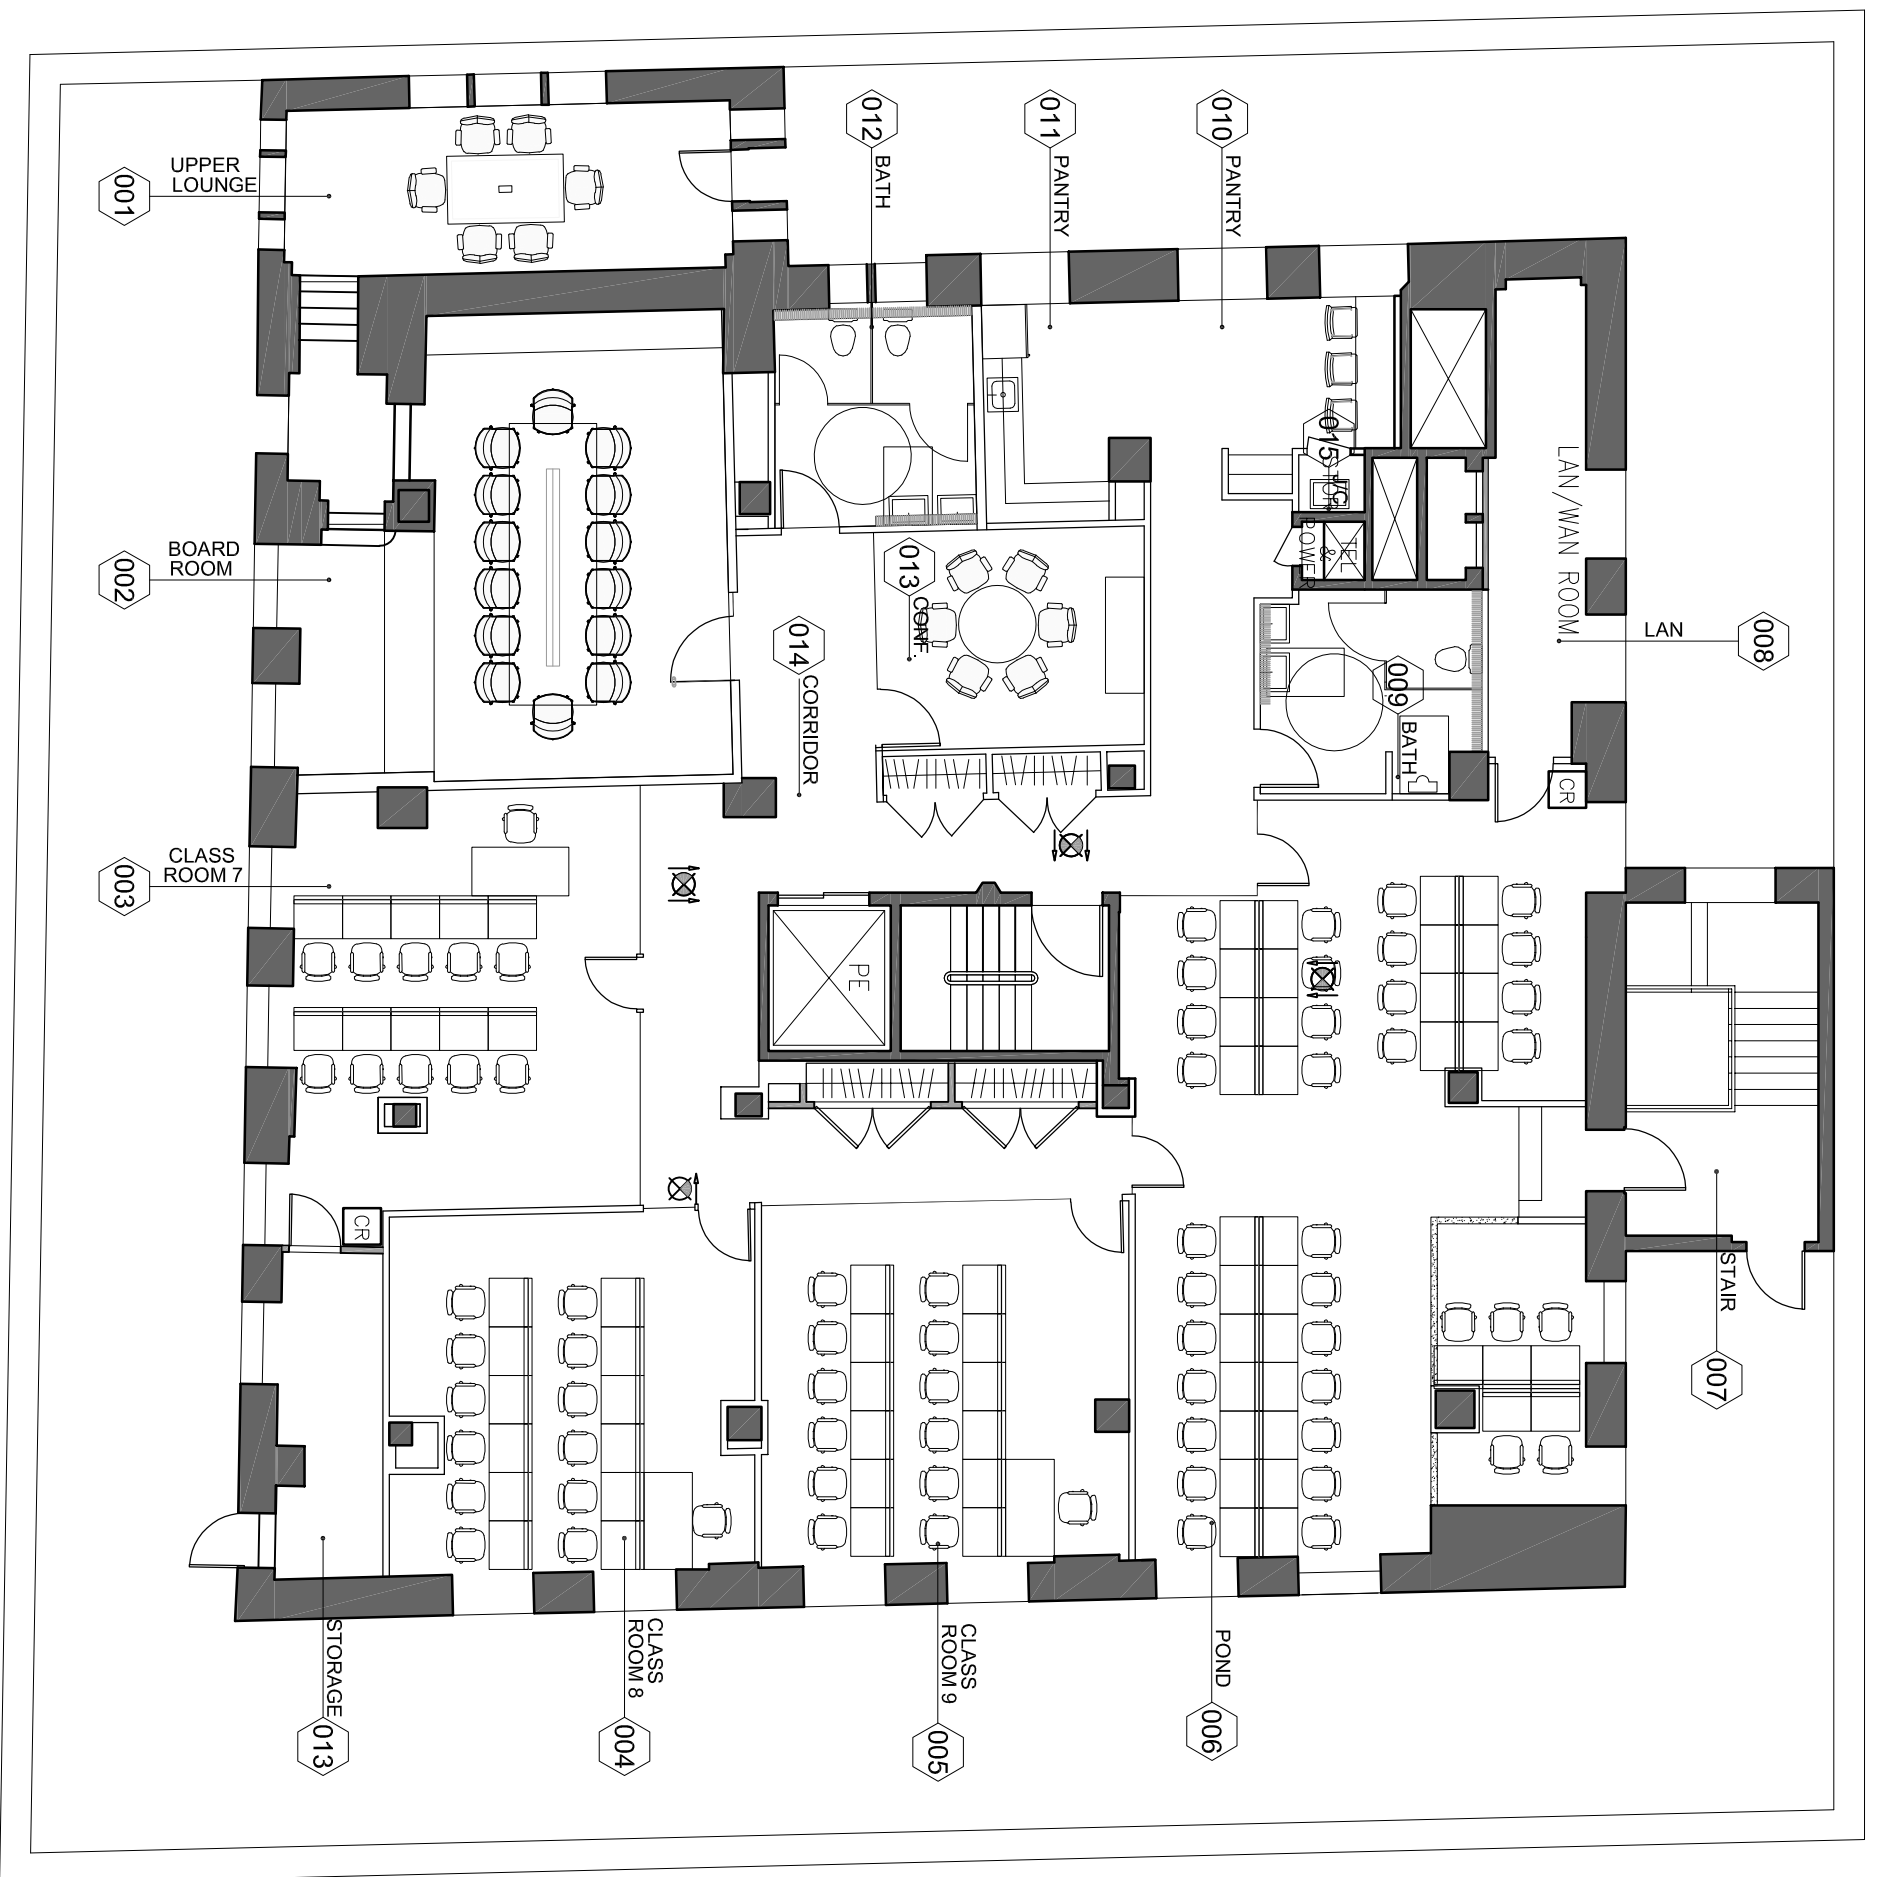 012
BATH
011
PANTRY
010
PANTRY
UPPER
LOUNGE
001
015
J/C
LAN/WAN ROOM
POWER
&
TEL
BOARD
ROOM
002
013
CONF.
014
CORRIDOR
LAN
008
009
BATH
CR
CLASS
ROOM 7
003
PE
CR
STAIR
007
STORAGE
013
CLASS
ROOM 8
004
CLASS
ROOM 9
005
POND
006